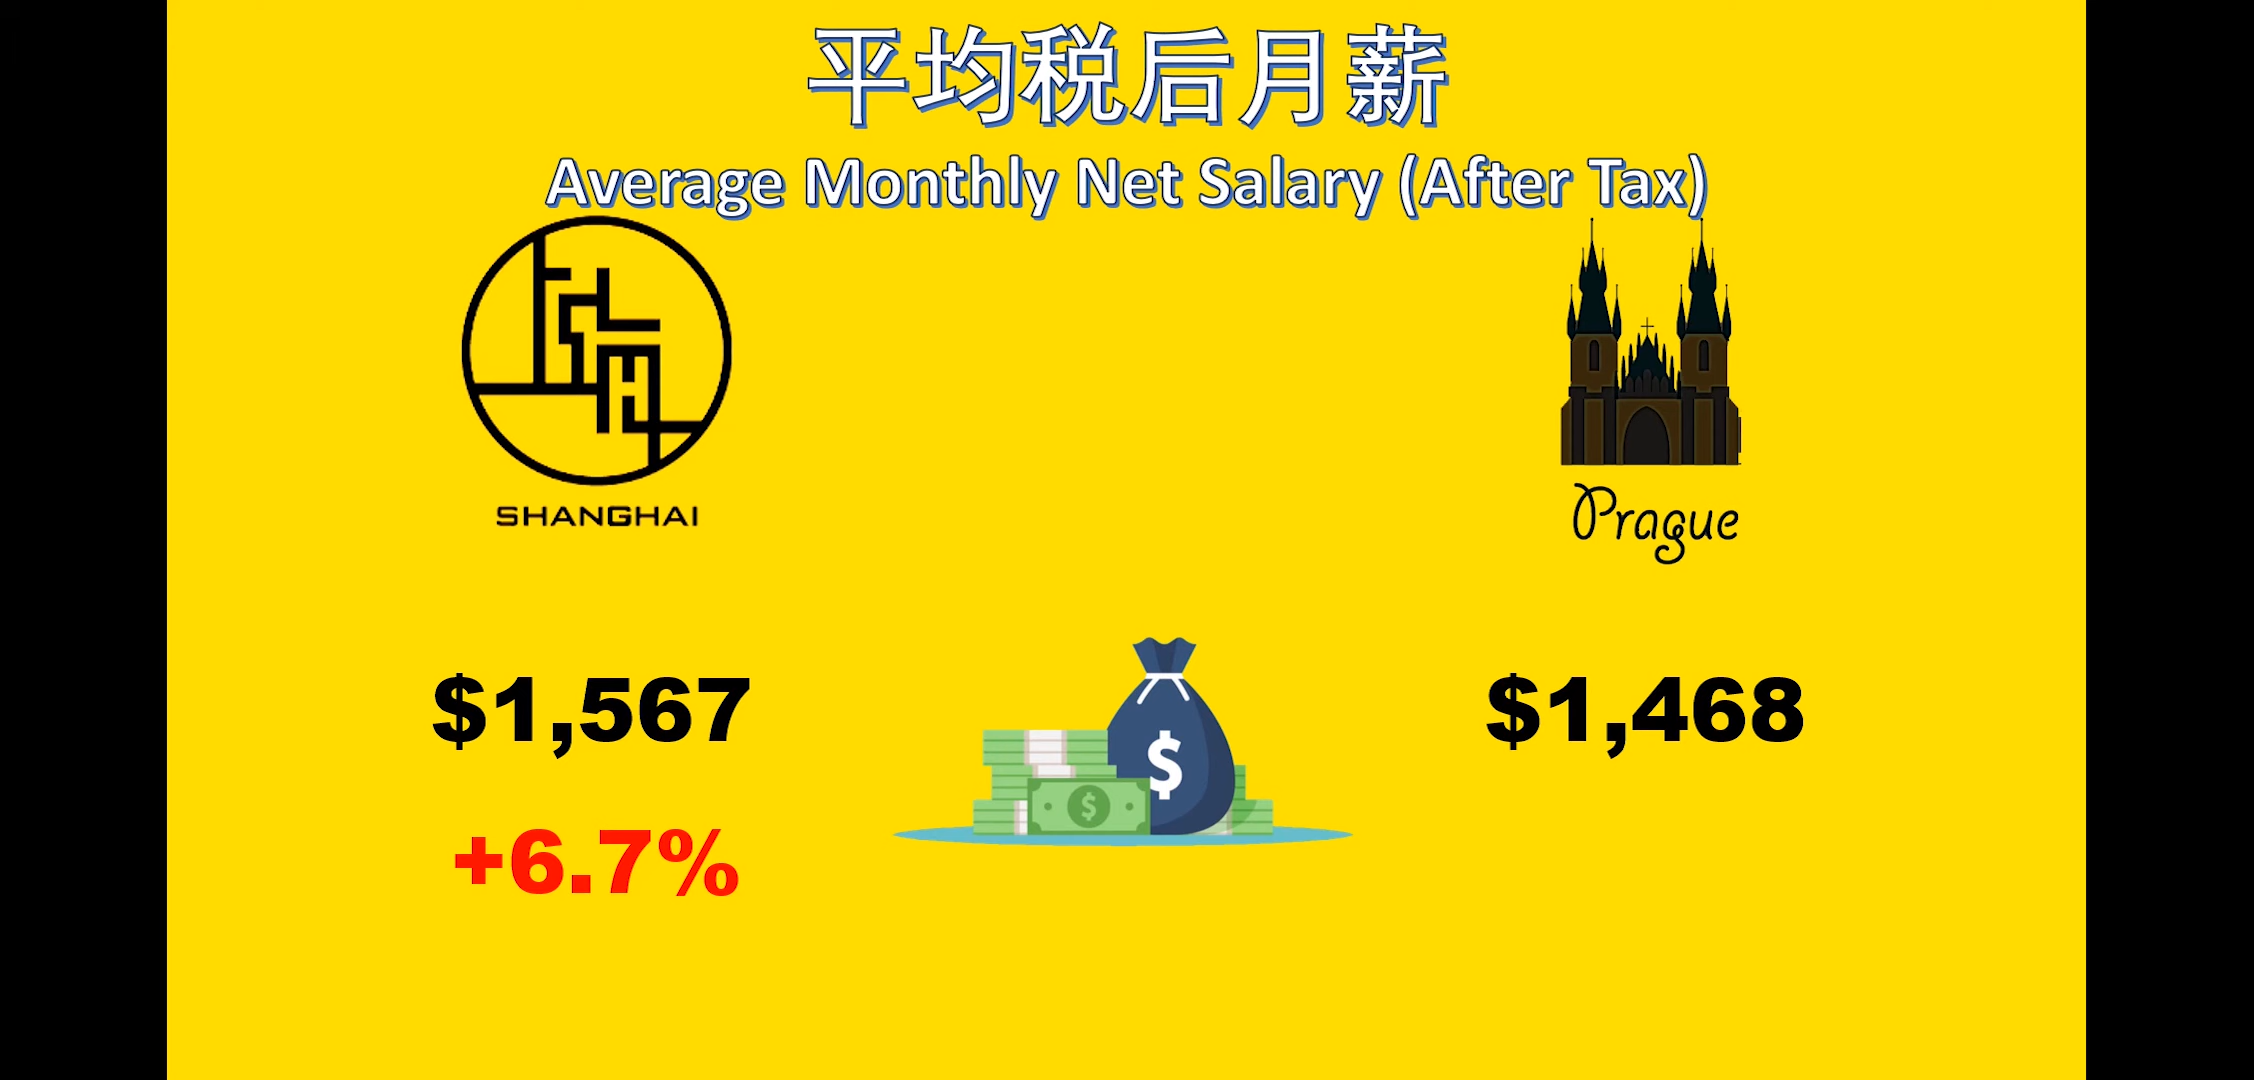 平均税后月薪
Average Monthly Net Salary (After Tax)
SHANGHAI
Prague
$1,567
$1,468
$
$
+6.7%